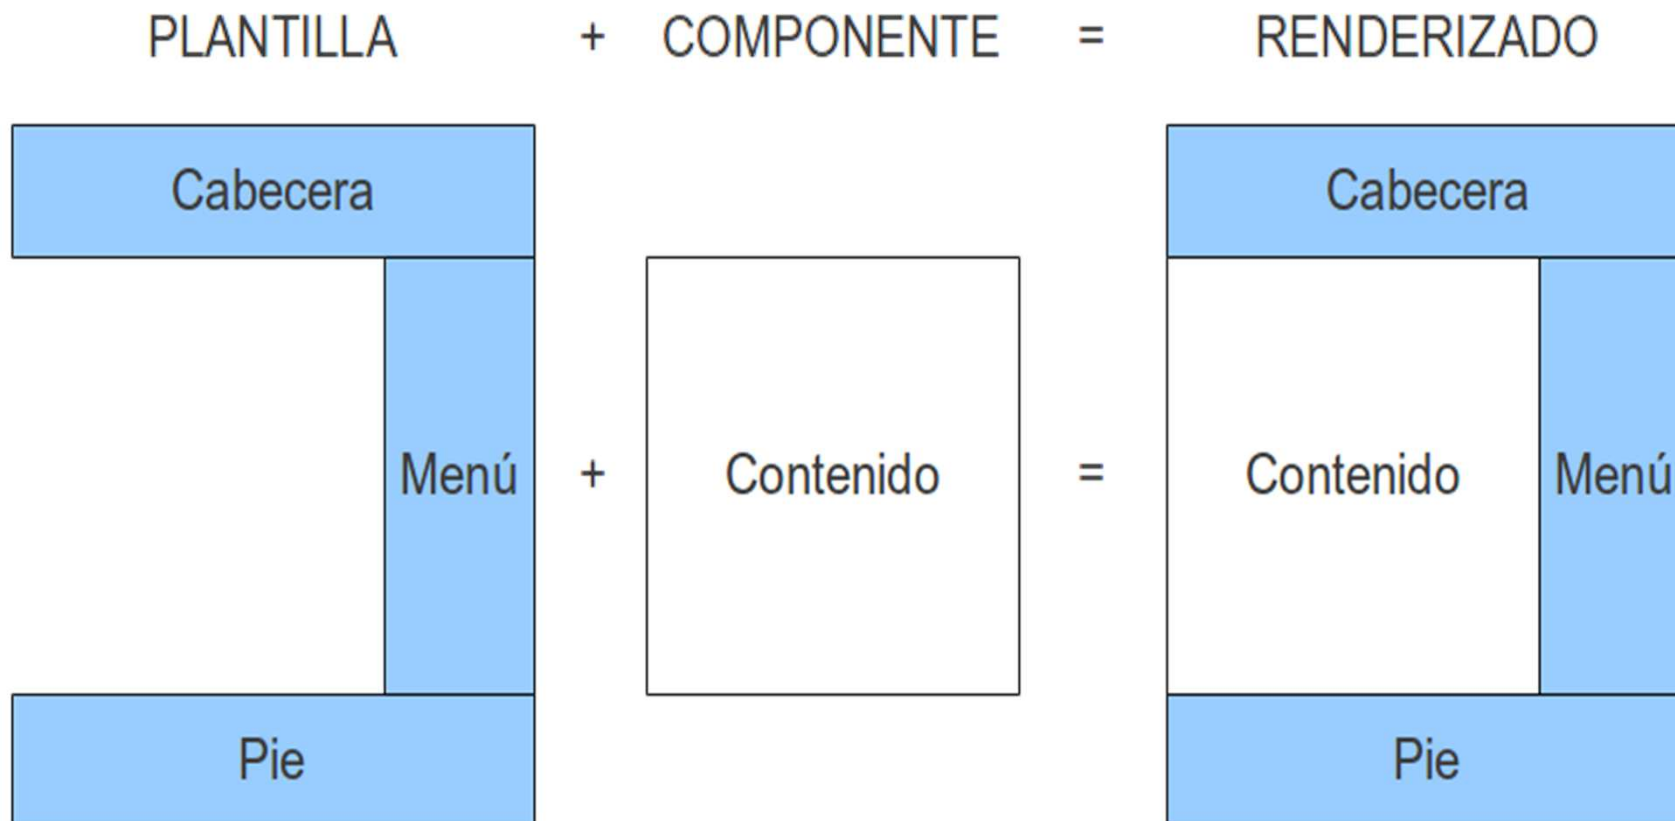 PLANTILLA + COMPONENTE = RENDERIZADO
Cabecera Cabecera
Menú + Contenido = Contenido Menú
Pie Pie